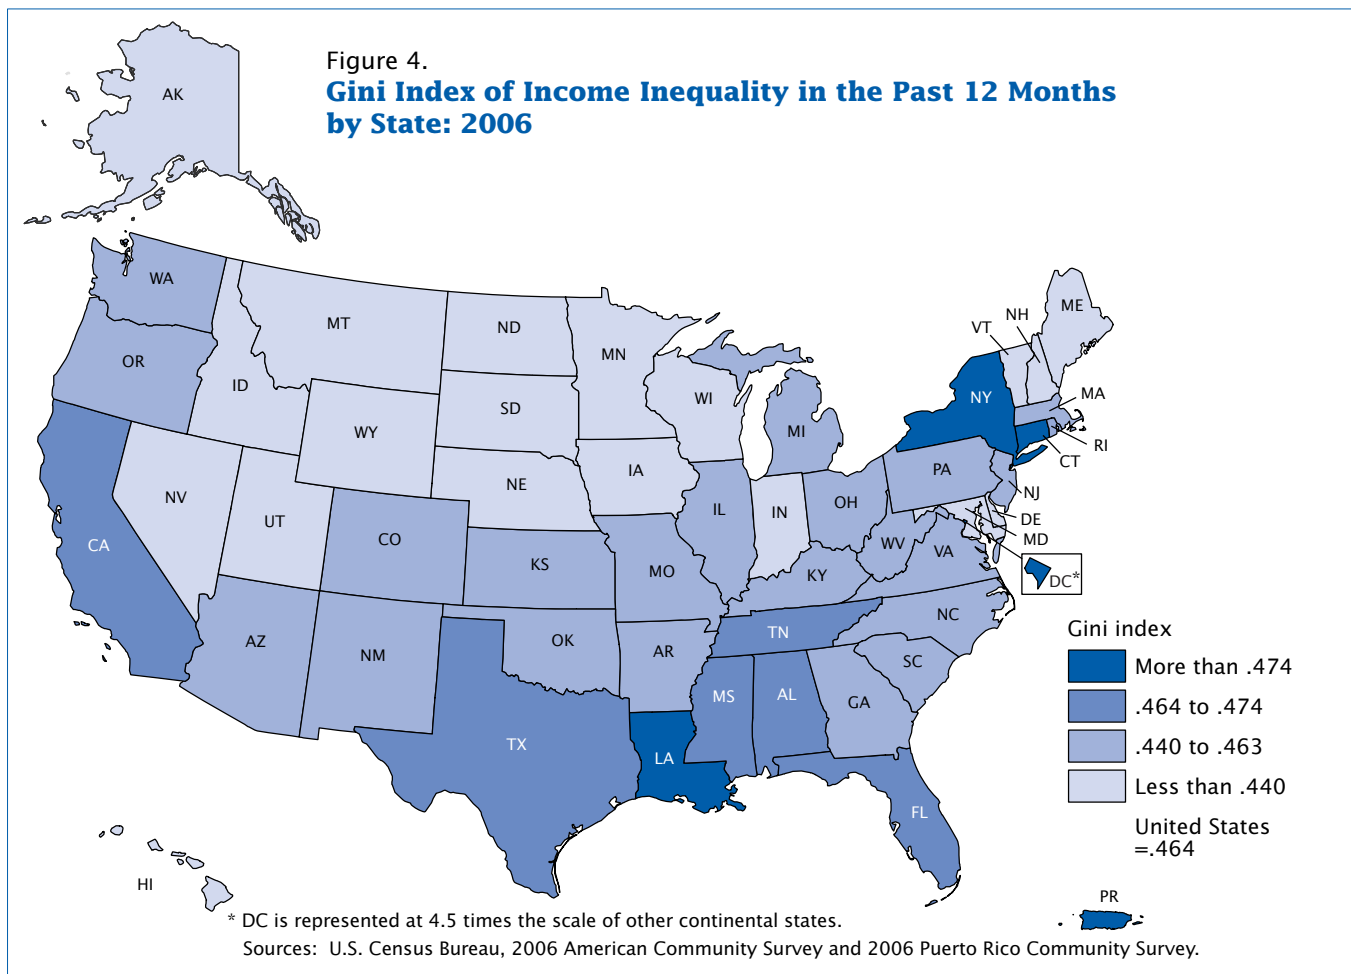 Figure 4.
Gini Index of Income Inequality in the Past 12 Months
by State: 2006
AK
WA
MT
ND
MN
VT
NH
ME
OR
ID
SD
WI
NY
MA
WY
MI
RI
CT
IA
PA
NE
NV
UT
IL
IN
OH
NJ
DE
MD
CA
CO
KS
MO
WV
VA
KY
DC*
AZ
NM
OK
AR
TN
NC
SC
MS
AL
GA
TX
LA
FL
HI
Gini index
More than .474
.464 to .474
.440 to .463
Less than .440
United States
=.464
PR
* DC is represented at 4.5 times the scale of other continental states.
Sources: U.S. Census Bureau, 2006 American Community Survey and 2006 Puerto Rico Community Survey.